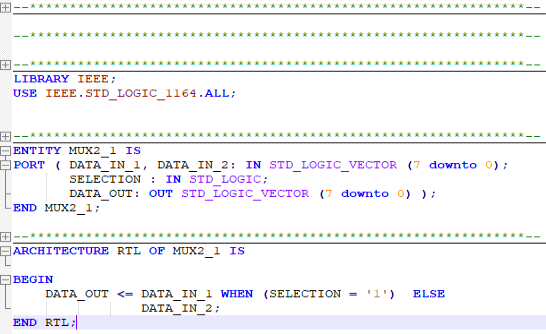 --**************************************************************--
--**************************************************************--
--**************************************************************--
LIBRARY IEEE;
USE IEEE.STD_LOGIC_1164.ALL;
--**************************************************************--
ENTITY MUX2_1 IS
PORT ( DATA_IN_1, DATA_IN_2: IN STD_LOGIC_VECTOR (7 downto 0);
SELECTION : IN STD_LOGIC;
DATA_OUT: OUT STD_LOGIC_VECTOR (7 downto 0) );
END MUX2_1;
--**************************************************************--
ARCHITECTURE RTL OF MUX2_1 IS
BEGIN
DATA_OUT <= DATA_IN_1 WHEN (SELECTION = '1') ELSE
DATA_IN_2;
END RTL;